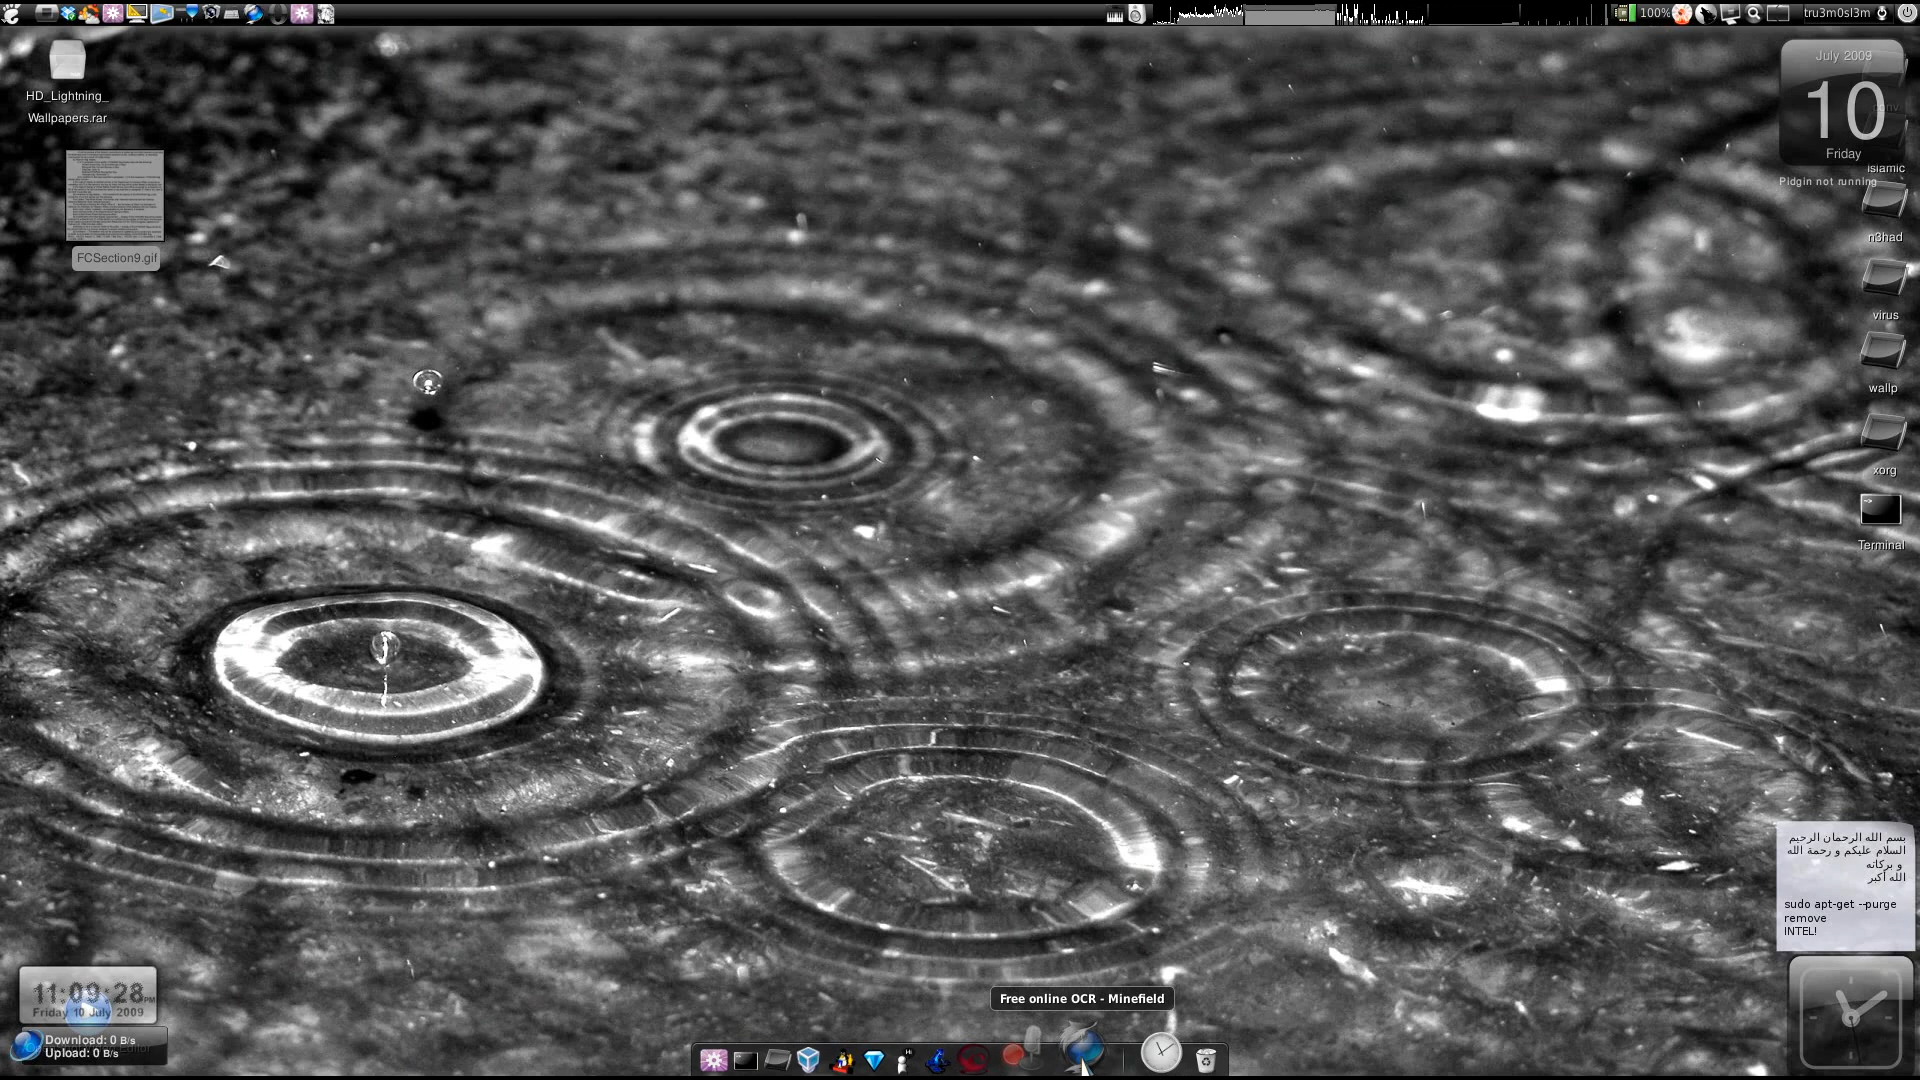 100%
tru3m0sl3m
HD_Lightning_
Wallpapers.rar
FCSection9.gif
July 2009
10
Friday
conv
islamic
Pidgin not running
n3had
virus
wallp
xorg
Terminal
بسم الله الرحمان الرحيم
السلام عليكم و رحمة الله
و بركاته
الله أكبر
sudo apt-get --purge
remove
INTEL!
11:09:28 PM
Friday 10 July 2009
Download: 0 B/s
Upload: 0 B/s
Free online OCR - Minefield